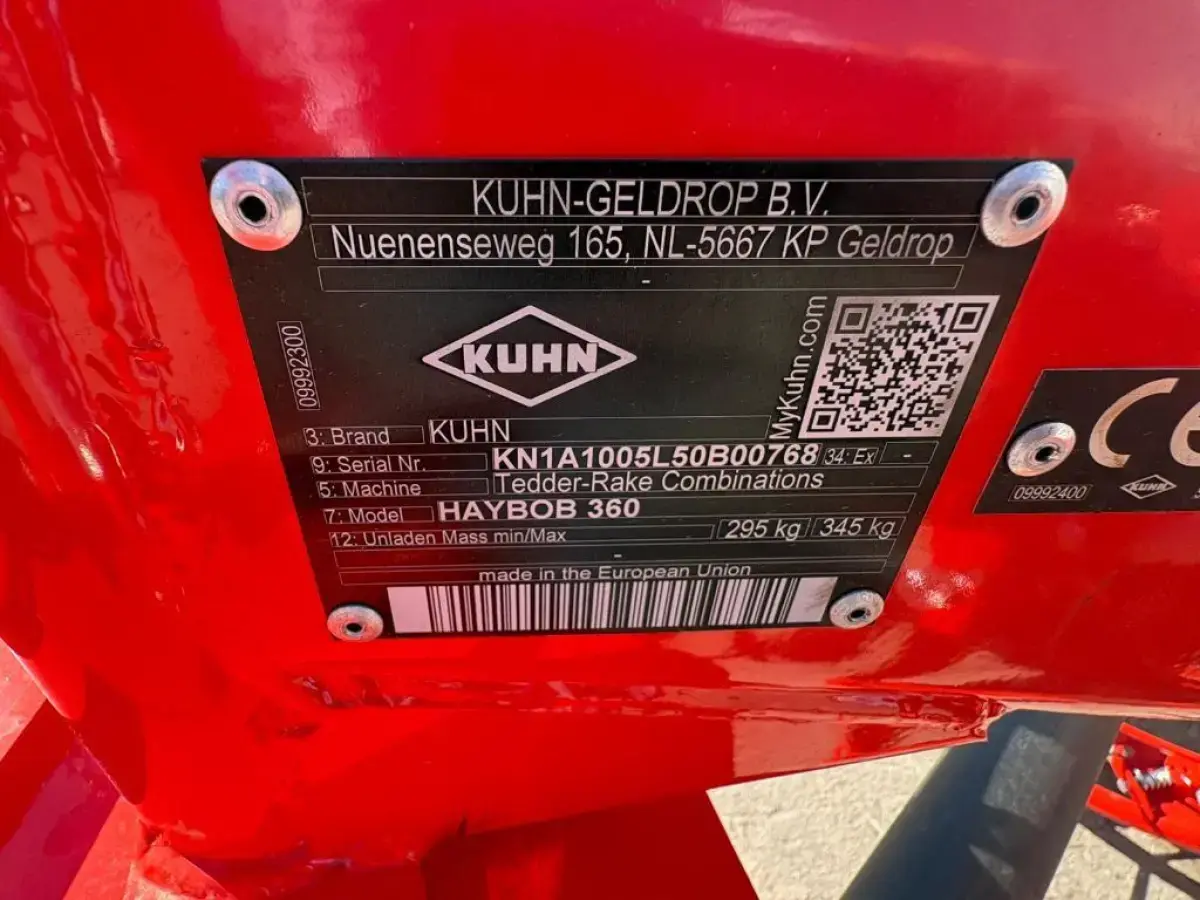 KUHN-GELDROP B.V.
Nuenenseweg 165, NL-5667 KP Geldrop
-
09992300
KUHN
MyKuhn.com
3: Brand KUHN
9: Serial Nr. KN1A1005L50B00768 34: Ex -
5: Machine Tedder-Rake Combinations
7: Model HAYBOB 360
12: Unladen Mass min/Max 295 kg 345 kg
-
made in the European Union
CE
09992400 KUHN